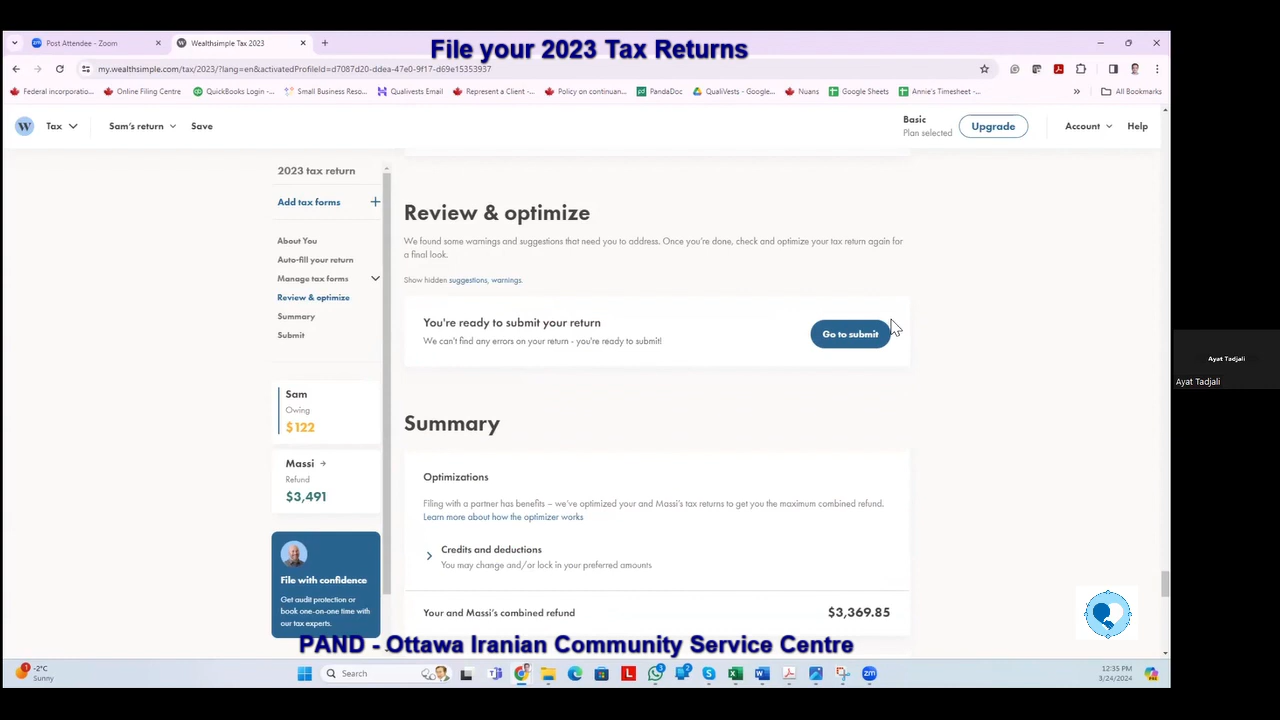 File your 2023 Tax Returns
Post Attendee - Zoom
Wealthsimple Tax 2023
my.wealthsimple.com/tax/2023/?lang=en&activatedProfileId=d7087d20-ddea-47e0-9f17-d69e15353937
Federal incorporatio...
Online Filing Centre
QuickBooks Login -...
Small Business Reso...
Qualivests Email
Represent a Client -...
Policy on continuan...
PandaDoc
QualiVests - Google...
Nuans
Google Sheets
Annie's Timesheet -...
All Bookmarks
W
Tax
Sam's return
Save
Basic
Plan selected
Upgrade
Account
Help
2023 tax return
Add tax forms
About You
Auto-fill your return
Manage tax forms
Review & optimize
Summary
Submit
Sam
Owing
$122
Massi
Refund
$3,491
File with confidence
Get audit protection or
book one-on-one time with
our tax experts.
Review & optimize
We found some warnings and suggestions that need you to address. Once you're done, check and optimize your tax return again for
a final look.
Show hidden suggestions, warnings.
You're ready to submit your return
We can't find any errors on your return - you're ready to submit!
Go to submit
Summary
Optimizations
Filing with a partner has benefits – we've optimized your and Massi's tax returns to get you the maximum combined refund.
Learn more about how the optimizer works
Credits and deductions
You may change and/or lock in your preferred amounts
Your and Massi's combined refund
$3,369.85
Ayat Tadjali
Ayat Tadjali
PAND - Ottawa Iranian Community Service Centre
-2°C
Sunny
Search
12:35 PM
3/24/2024